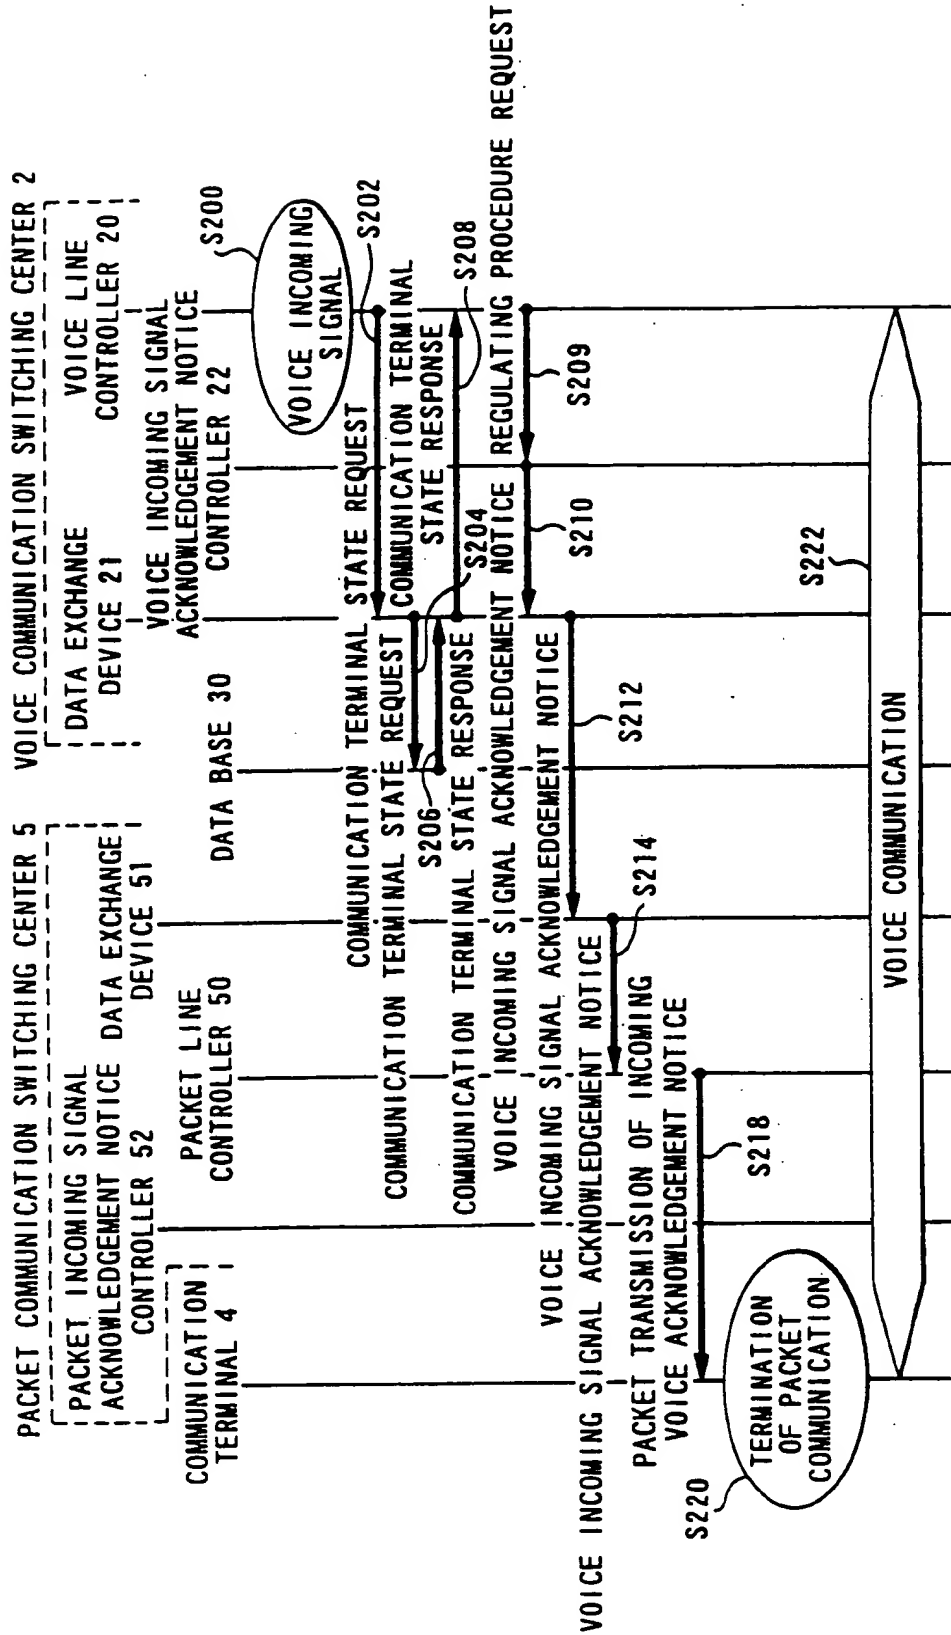 PACKET COMMUNICATION SWITCHING CENTER 5
VOICE COMMUNICATION SWITCHING CENTER 2
PACKET INCOMING SIGNAL
ACKNOWLEDGEMENT NOTICE
CONTROLLER 52
DATA EXCHANGE
DEVICE 51
DATA EXCHANGE
DEVICE 21
VOICE LINE
CONTROLLER 20
COMMUNICATION
TERMINAL 4
PACKET LINE
CONTROLLER 50
DATA BASE 30
VOICE INCOMING SIGNAL
ACKNOWLEDGEMENT NOTICE
CONTROLLER 22
S200
VOICE INCOMING
SIGNAL
COMMUNICATION TERMINAL STATE REQUEST
S202
COMMUNICATION TERMINAL STATE REQUEST
S204
COMMUNICATION TERMINAL
STATE RESPONSE
S206
COMMUNICATION TERMINAL STATE RESPONSE
S208
VOICE INCOMING SIGNAL ACKNOWLEDGEMENT NOTICE REGULATING PROCEDURE REQUEST
S209
S210
VOICE INCOMING SIGNAL ACKNOWLEDGEMENT NOTICE
S212
VOICE INCOMING SIGNAL ACKNOWLEDGEMENT NOTICE
S214
PACKET TRANSMISSION OF INCOMING
VOICE ACKNOWLEDGEMENT NOTICE
S218
S220
TERMINATION
OF PACKET
COMMUNICATION
S222
VOICE COMMUNICATION